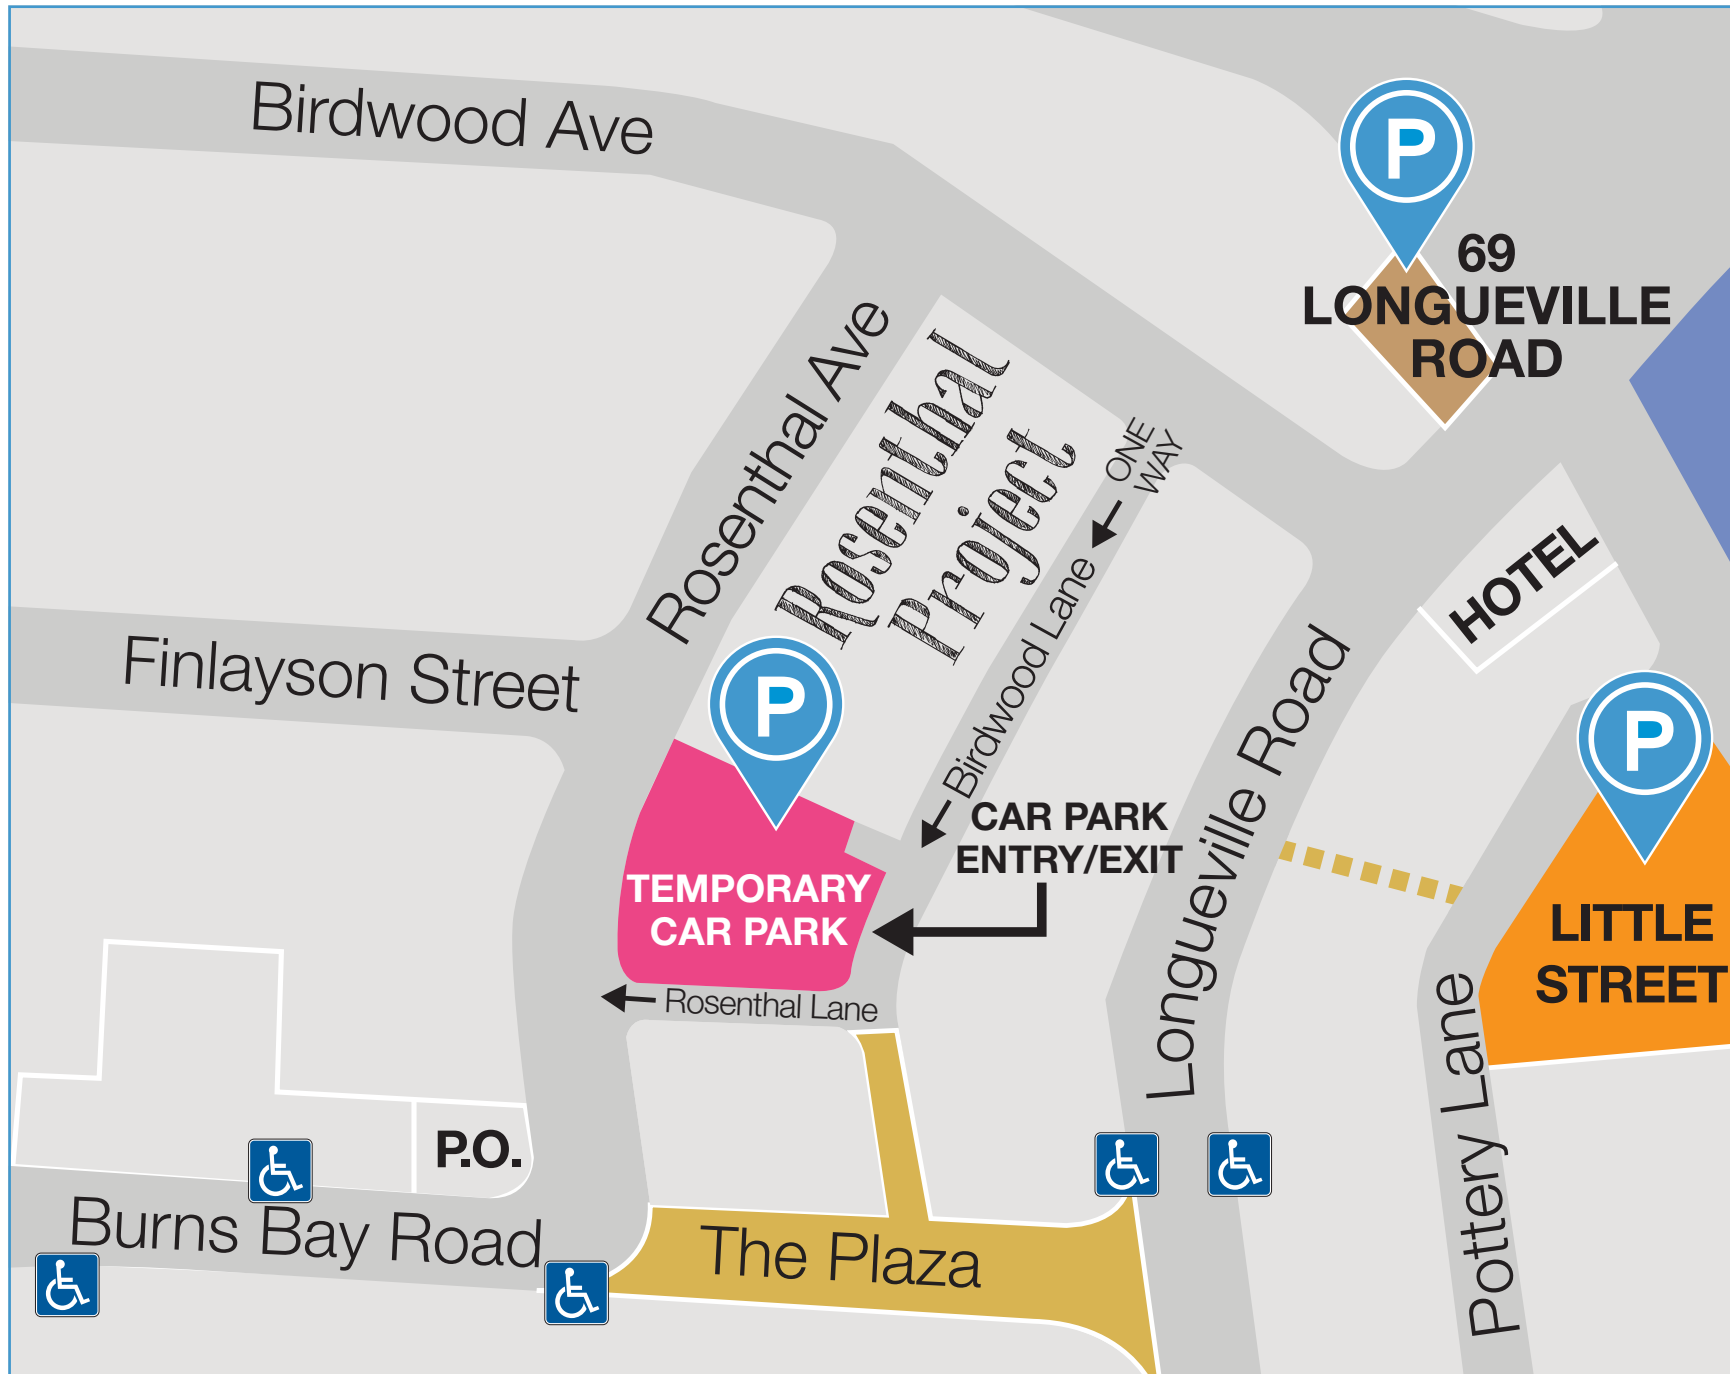 Birdwood Ave
P
69
LONGUEVILLE
ROAD
Rosenthal Ave
Rosenthal
Project
ONE
WAY
Birdwood Lane
HOTEL
Finlayson Street
P
P
Longueville Road
CAR PARK
ENTRY/EXIT
TEMPORARY
CAR PARK
LITTLE
STREET
Rosenthal Lane
Pottery Lane
P.O.
Burns Bay Road
The Plaza